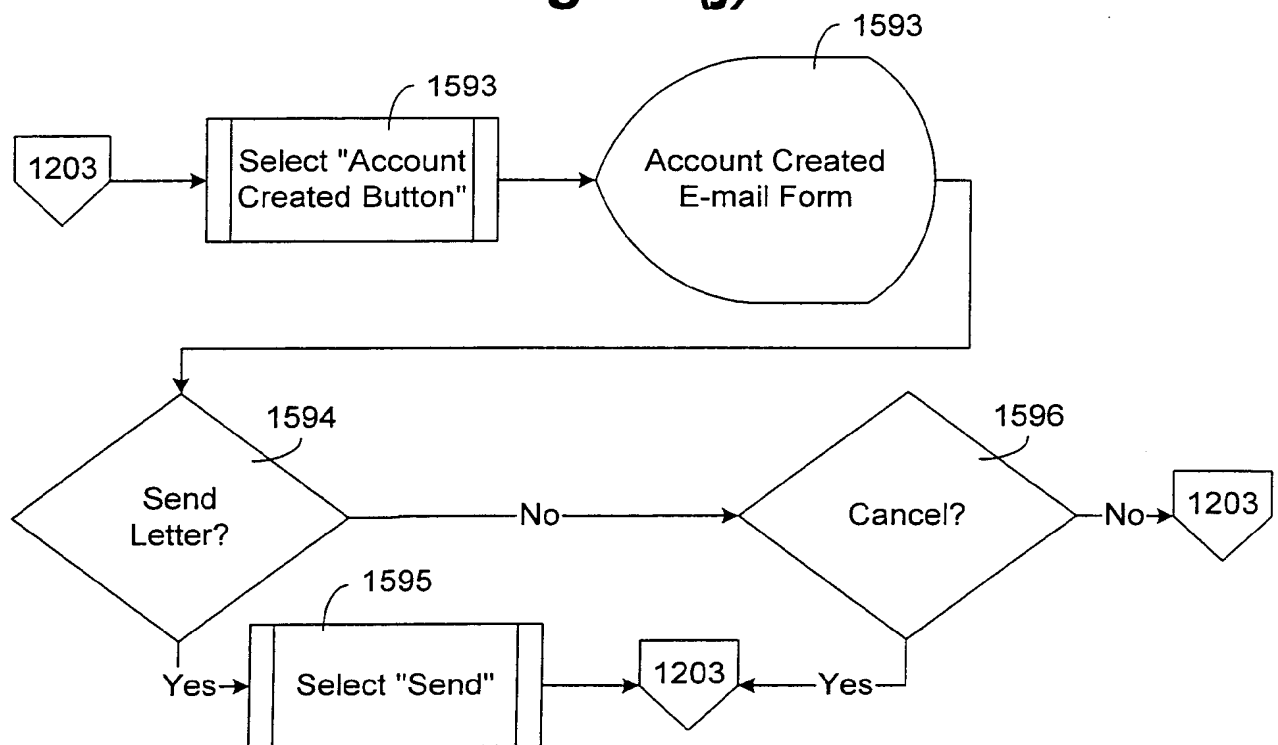 1593
1593
1203
Select "Account
Created Button"
Account Created
E-mail Form
1594
1596
Send
Letter?
No
Cancel?
No
1203
1595
Yes
Select "Send"
1203
Yes